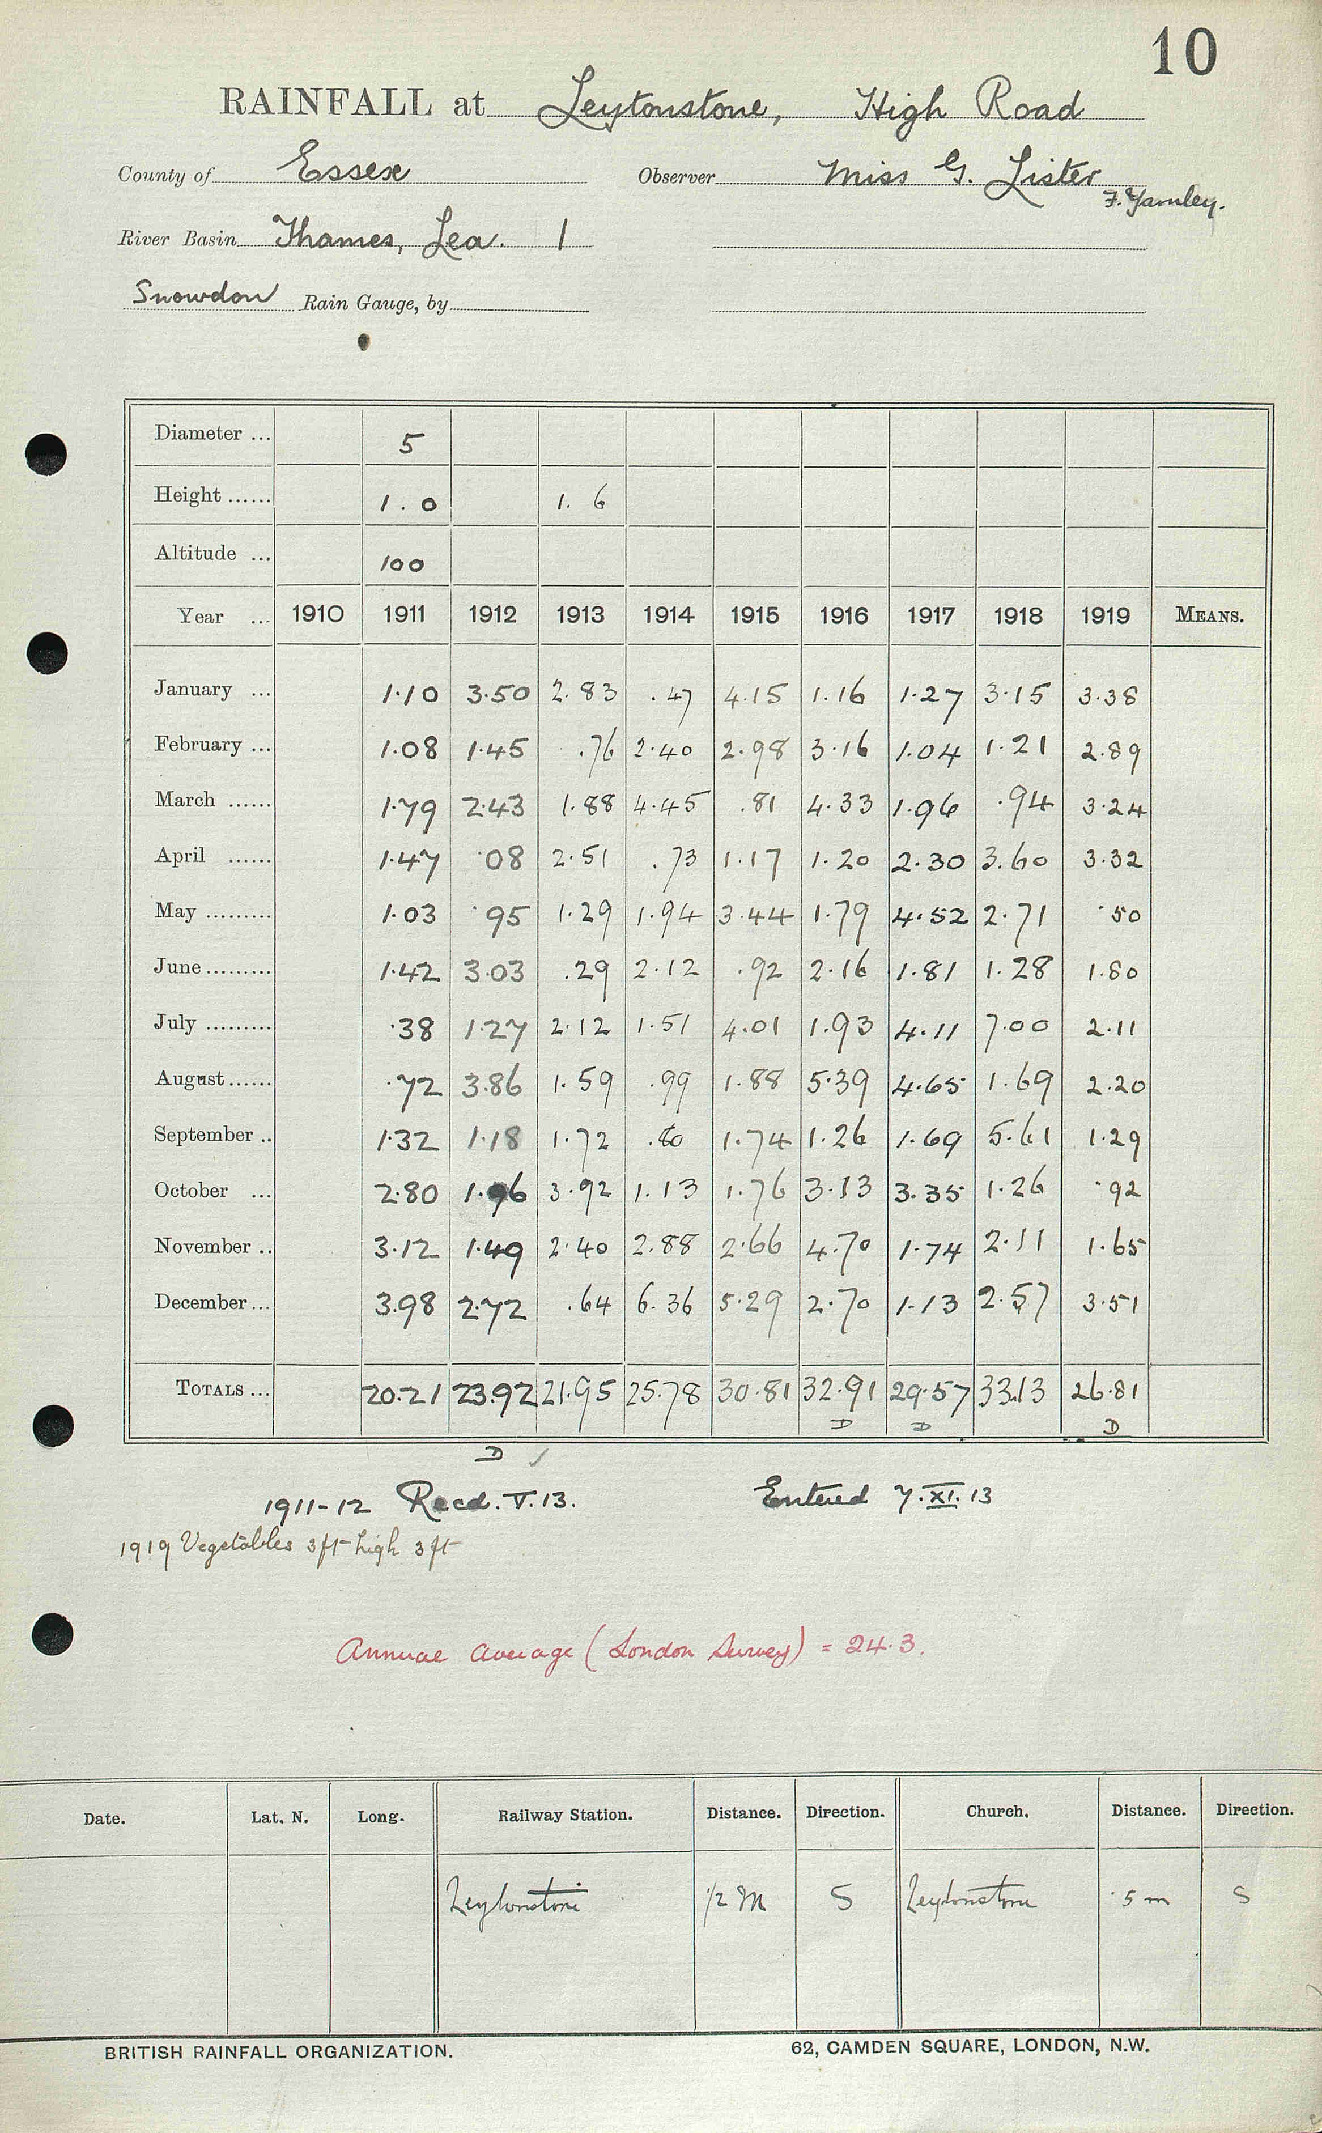 10
RAINFALL at Leytonstone, High Road
County of Essex Observer Miss G. Lister
F. Yamley.
River Basin Thames, Lea. 1
Snowdon Rain Gauge, by
Diameter ... 5
Height ...... 1.0 1.6
Altitude ... 100
Year ... 1910 1911 1912 1913 1914 1915 1916 1917 1918 1919 MEANS.
January ... 1.10 3.50 2.83 .47 4.15 1.16 1.27 3.15 3.38
February ... 1.08 1.45 .76 2.40 2.98 3.16 1.04 1.21 2.89
March ...... 1.79 2.43 1.88 4.45 .81 4.33 1.96 .94 3.24
April ...... 1.47 .08 2.51 .73 1.17 1.20 2.30 3.60 3.32
May ......... 1.03 .95 1.29 1.94 3.44 1.79 4.52 2.71 .50
June ......... 1.42 3.03 .29 2.12 .92 2.16 1.81 1.28 1.80
July ......... .38 1.27 2.12 1.51 4.01 1.93 4.11 7.00 2.11
August ...... .72 3.86 1.59 .99 1.88 5.39 4.65 1.69 2.20
September .. 1.32 1.18 1.72 .80 1.74 1.26 1.69 5.61 1.29
October ... 2.80 1.96 3.92 1.13 1.76 3.13 3.35 1.26 .92
November .. 3.12 1.49 2.40 2.88 2.66 4.70 1.74 2.11 1.65
December ... 3.98 2.72 .64 6.36 5.29 2.70 1.13 2.57 3.51
TOTALS ... 20.21 23.92 21.95 25.78 30.81 32.91 29.57 33.13 26.81
D D D
D ✓
1911-12 Recd. V. 13. Entered 7. XI. 13
1919 Vegetables 3ft high 3ft
Annual average (London Survey) = 24.3.
Date. Lat. N. Long. Railway Station. Distance. Direction. Church. Distance. Direction.
Leytonstone 1/2 m S Leytonstone .5 m S
BRITISH RAINFALL ORGANIZATION. 62, CAMDEN SQUARE, LONDON, N.W.